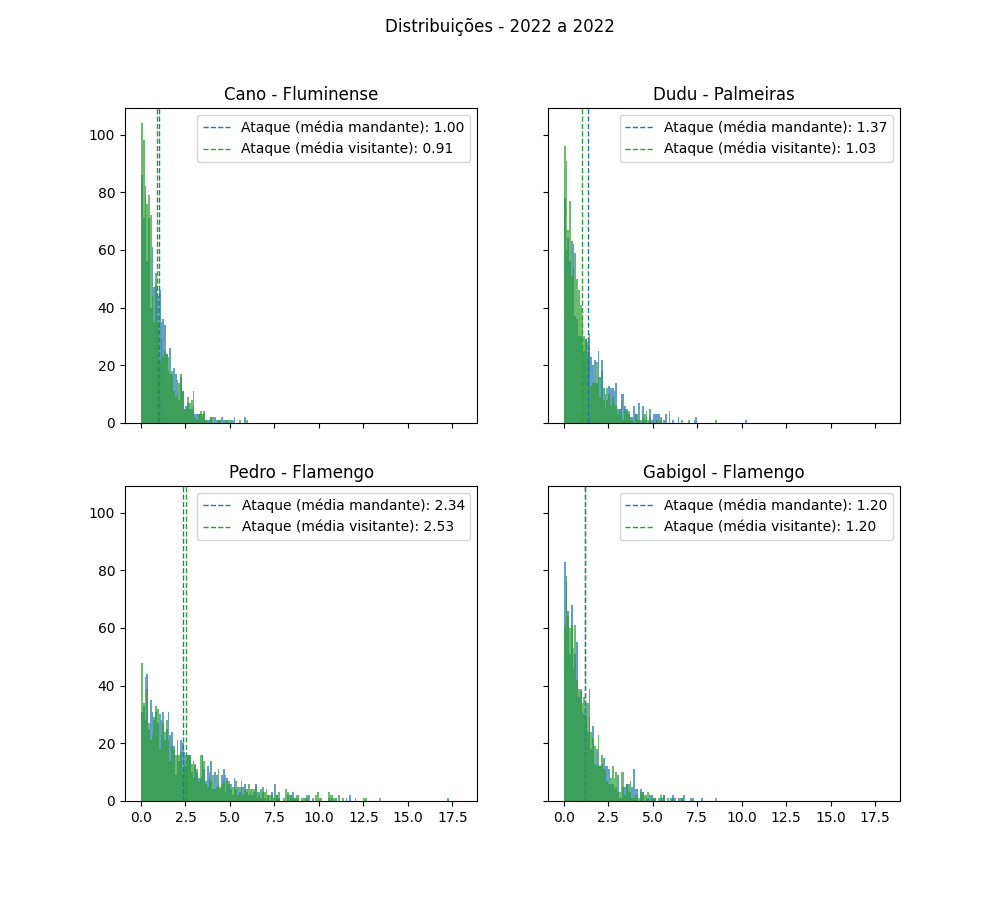 Distribuições - 2022 a 2022
Cano - Fluminense
Ataque (média mandante): 1.00
Ataque (média visitante): 0.91
100
80
60
40
20
0
Dudu - Palmeiras
Ataque (média mandante): 1.37
Ataque (média visitante): 1.03
Pedro - Flamengo
Ataque (média mandante): 2.34
Ataque (média visitante): 2.53
100
80
60
40
20
0
0.0 2.5 5.0 7.5 10.0 12.5 15.0 17.5
Gabigol - Flamengo
Ataque (média mandante): 1.20
Ataque (média visitante): 1.20
0.0 2.5 5.0 7.5 10.0 12.5 15.0 17.5